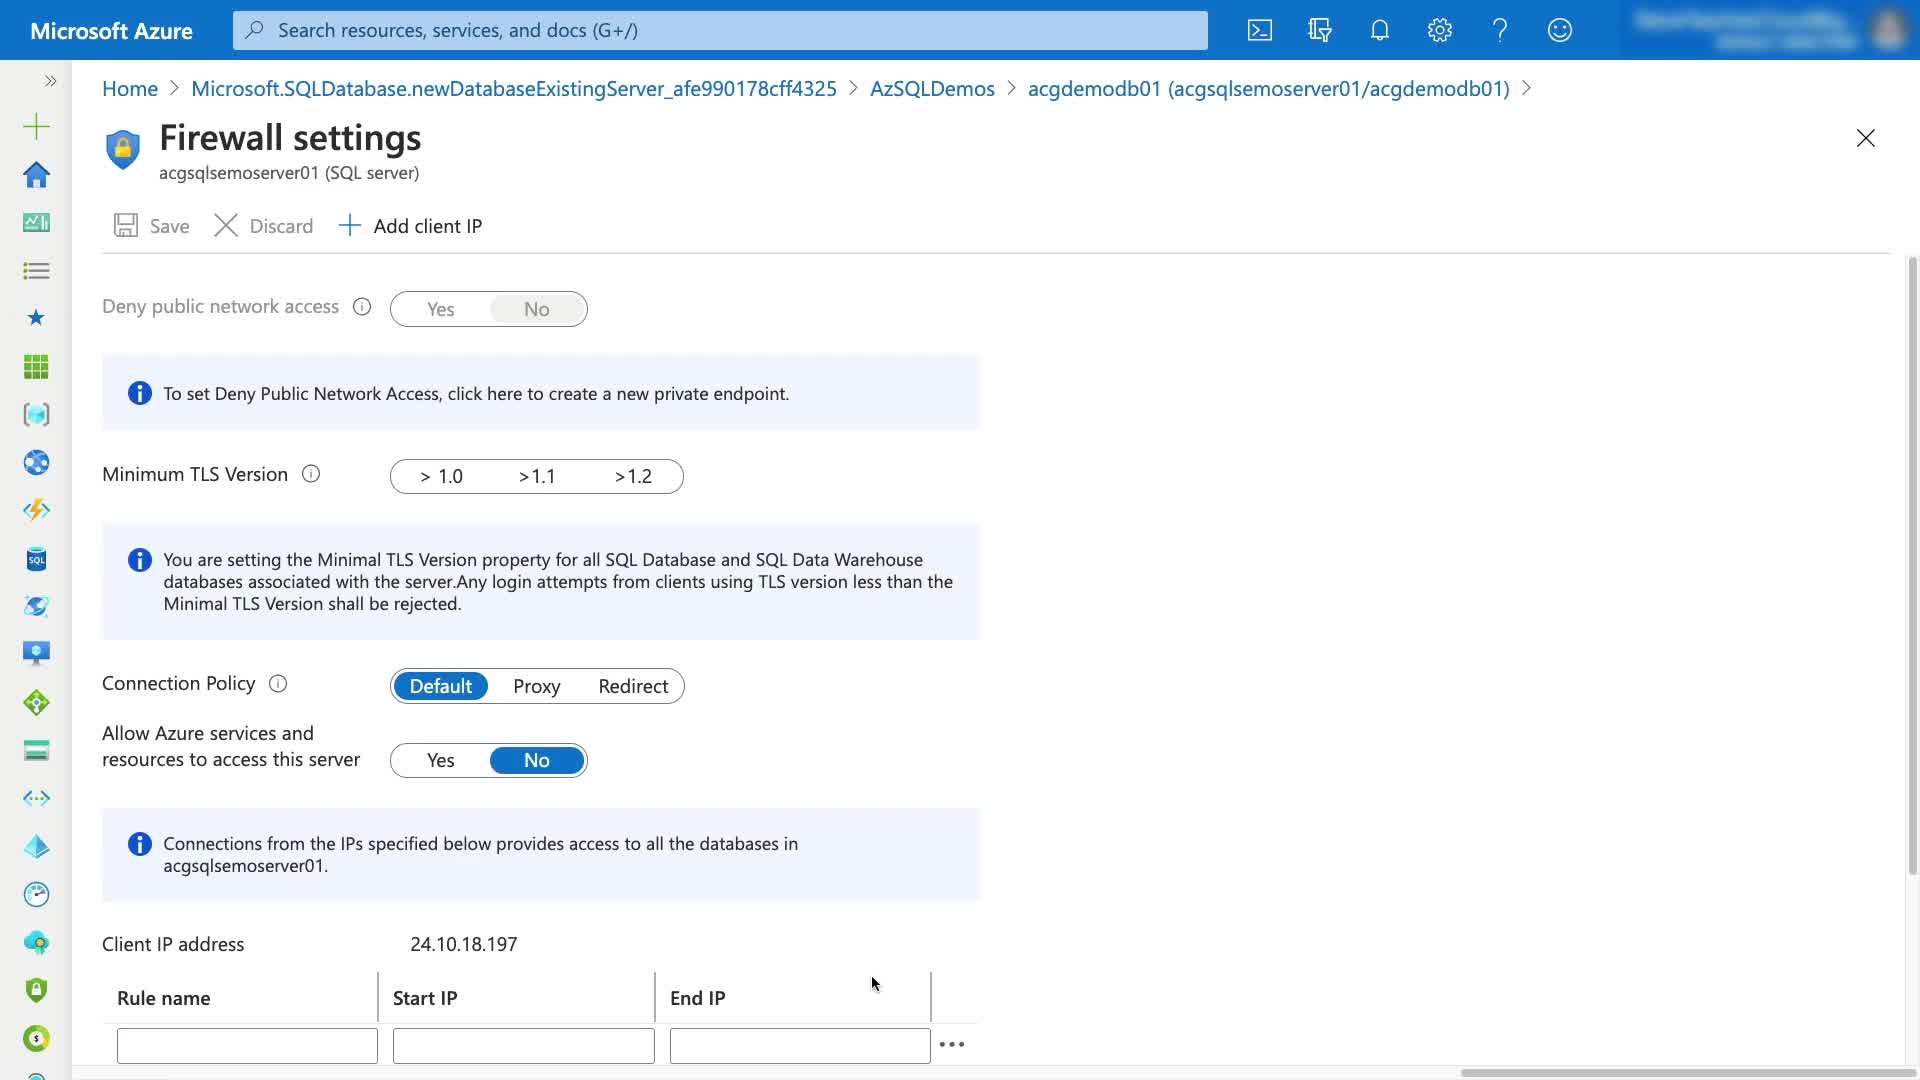 Microsoft Azure
Search resources, services, and docs (G+/)
Home > Microsoft.SQLDatabase.newDatabaseExistingServer_afe990178cff4325 > AzSQLDemos > acgdemodb01 (acgsqlsemoserver01/acgdemodb01) >
Firewall settings
acgsqlsemoserver01 (SQL server)
Save Discard Add client IP
Deny public network access Yes No
To set Deny Public Network Access, click here to create a new private endpoint.
Minimum TLS Version > 1.0 >1.1 >1.2
You are setting the Minimal TLS Version property for all SQL Database and SQL Data Warehouse
databases associated with the server.Any login attempts from clients using TLS version less than the
Minimal TLS Version shall be rejected.
Connection Policy Default Proxy Redirect
Allow Azure services and
resources to access this server Yes No
Connections from the IPs specified below provides access to all the databases in
acgsqlsemoserver01.
Client IP address 24.10.18.197
Rule name Start IP End IP
SQL